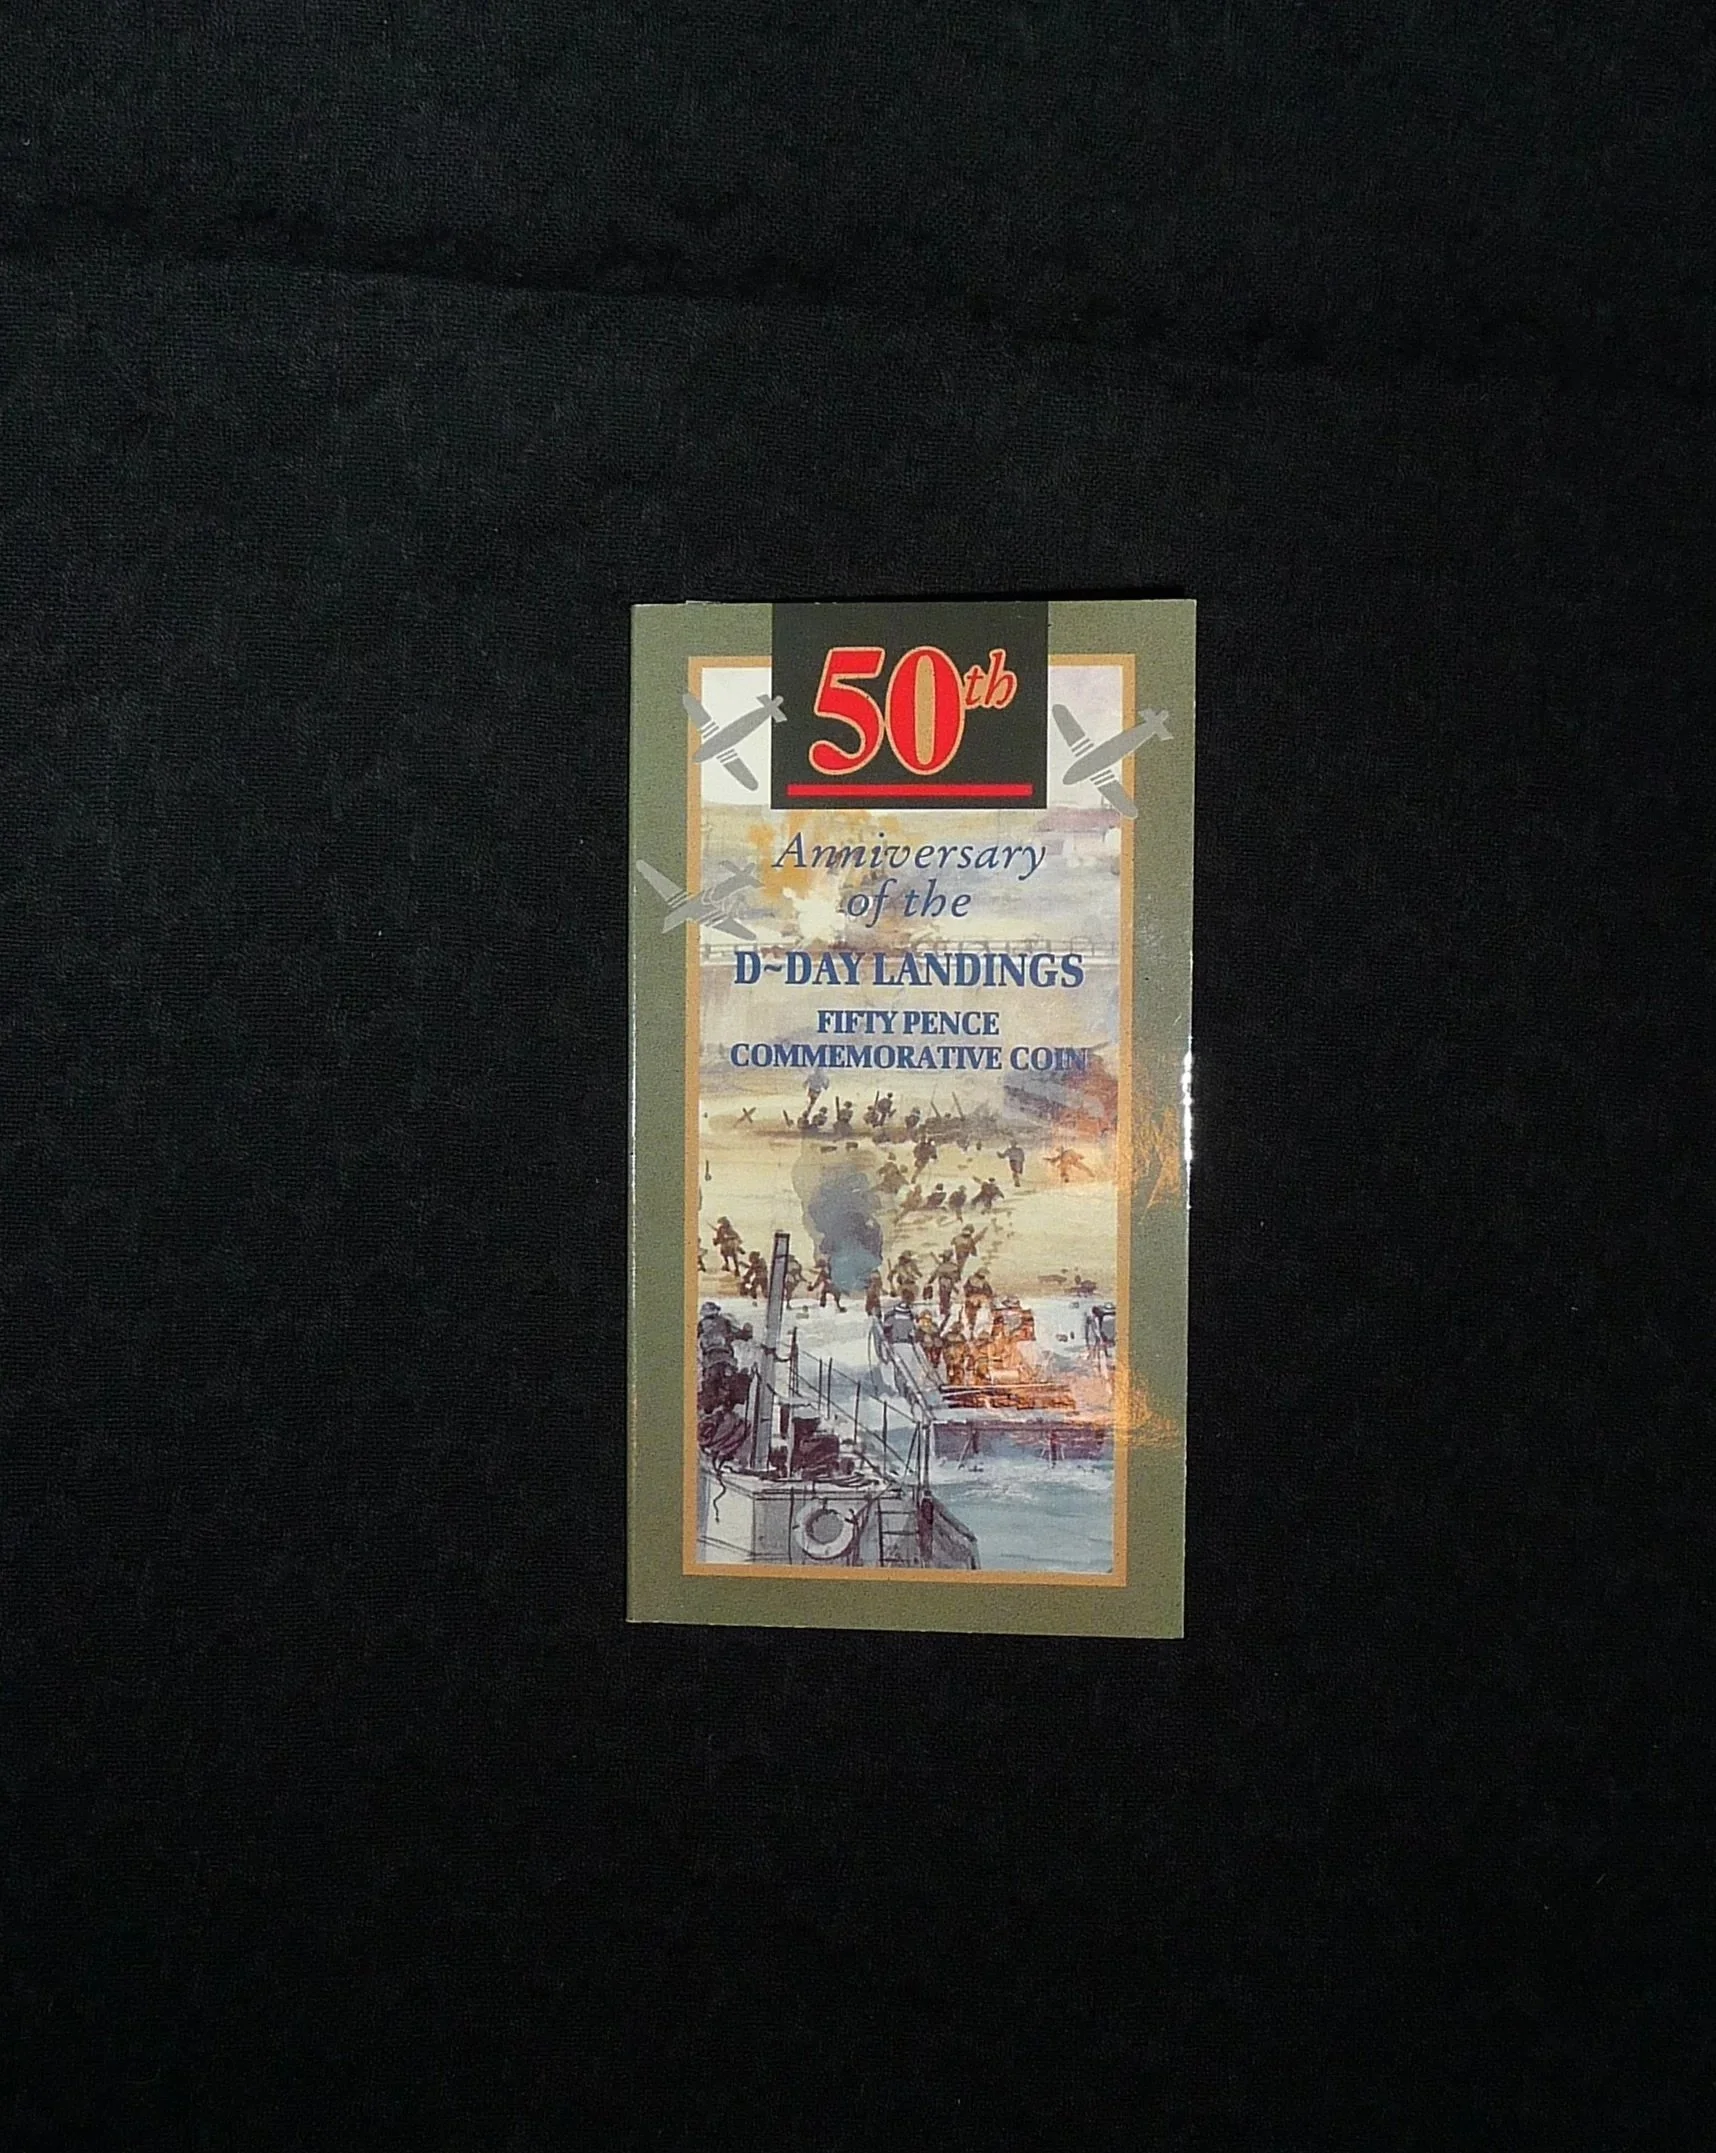 50th
Anniversary
of the
D~DAY LANDINGS
FIFTY PENCE
COMMEMORATIVE COIN